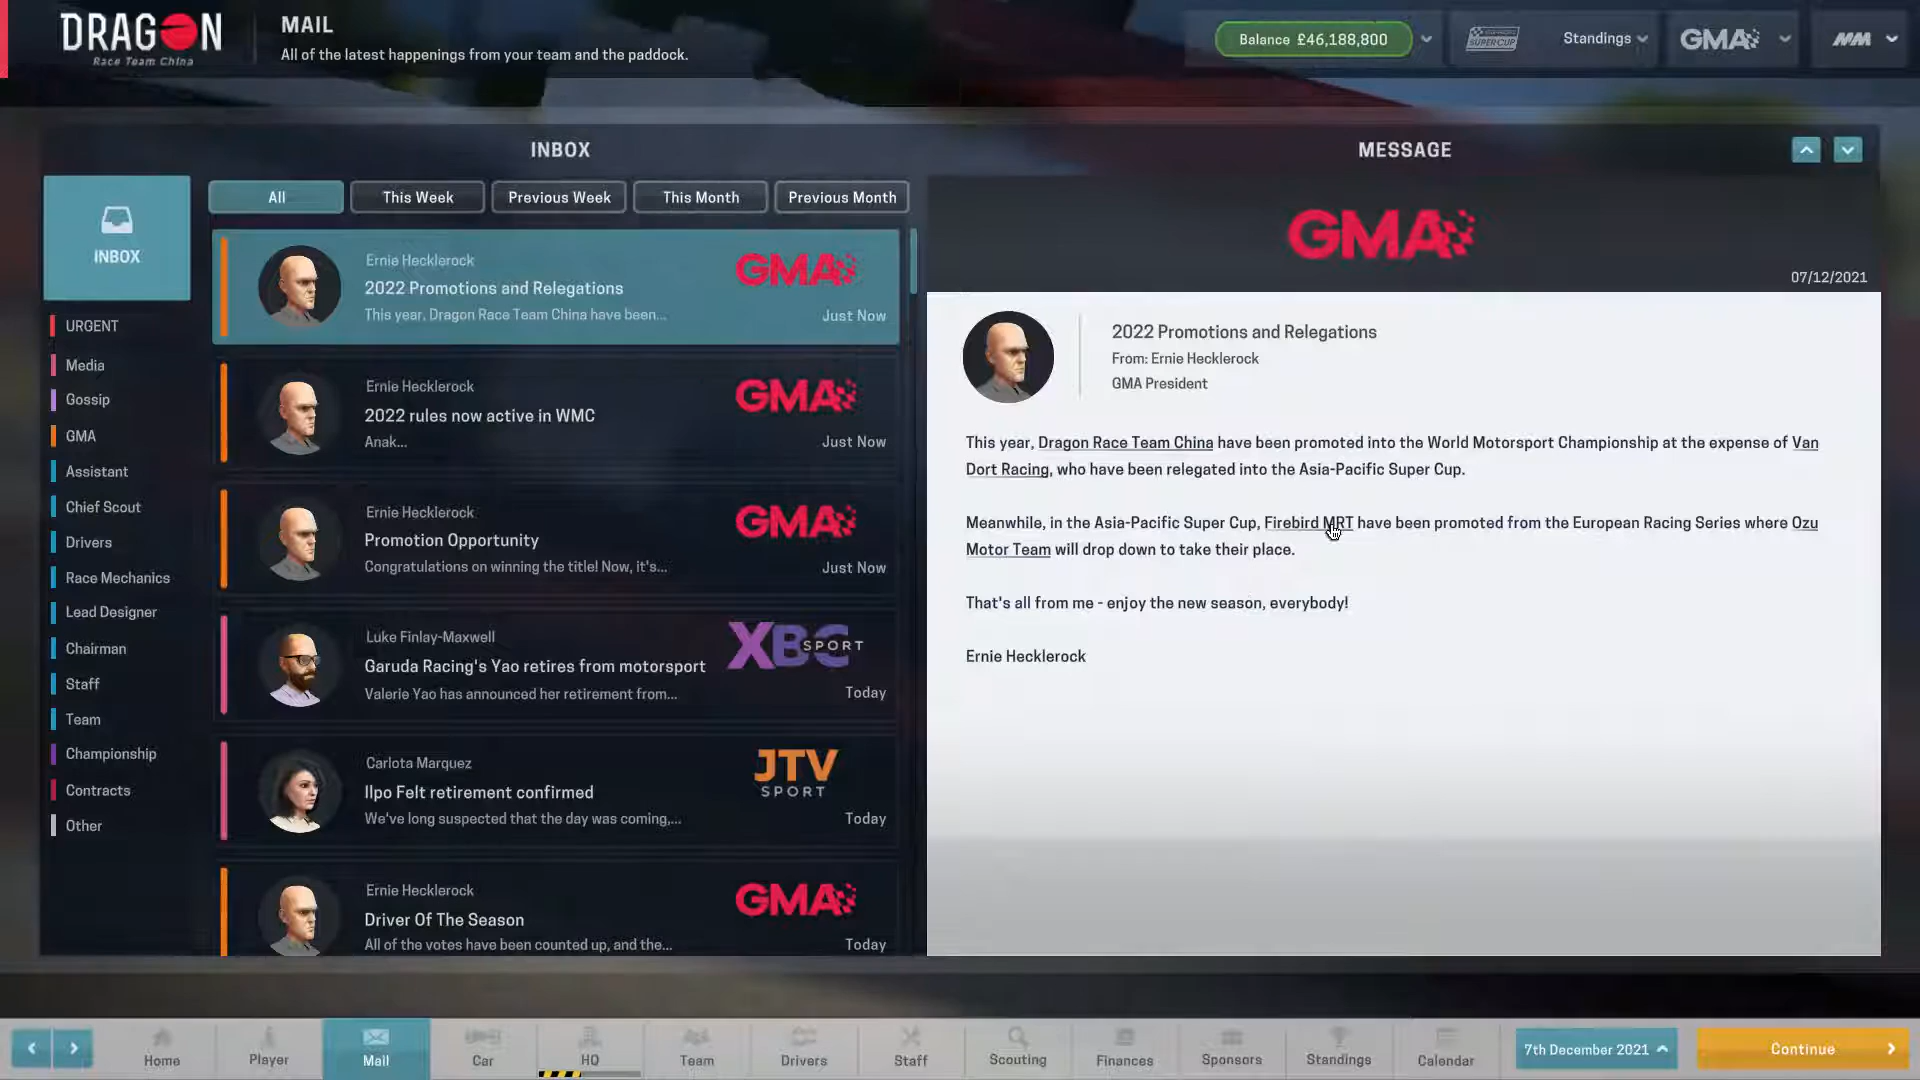 DRAGON
Race Team China
MAIL
All of the latest happenings from your team and the paddock.
Balance £46,188,800
SUPERCUP
Standings
GMA
INBOX
MESSAGE
INBOX
All
This Week
Previous Week
This Month
Previous Month
URGENT
Media
Gossip
GMA
Assistant
Chief Scout
Drivers
Race Mechanics
Lead Designer
Chairman
Staff
Team
Championship
Contracts
Other
Ernie Hecklerock
2022 Promotions and Relegations
This year, Dragon Race Team China have been...
GMA
Just Now
Ernie Hecklerock
2022 rules now active in WMC
Anak...
GMA
Just Now
Ernie Hecklerock
Promotion Opportunity
Congratulations on winning the title! Now, it's...
GMA
Just Now
Luke Finlay-Maxwell
Garuda Racing's Yao retires from motorsport
Valerie Yao has announced her retirement from...
XBC SPORT
Today
Carlota Marquez
Ilpo Felt retirement confirmed
We've long suspected that the day was coming,...
JTV
SPORT
Today
Ernie Hecklerock
Driver Of The Season
All of the votes have been counted up, and the...
GMA
Today
GMA
07/12/2021
2022 Promotions and Relegations
From: Ernie Hecklerock
GMA President
This year, Dragon Race Team China have been promoted into the World Motorsport Championship at the expense of Van
Dort Racing, who have been relegated into the Asia-Pacific Super Cup.
Meanwhile, in the Asia-Pacific Super Cup, Firebird MRT have been promoted from the European Racing Series where Ozu
Motor Team will drop down to take their place.
That's all from me - enjoy the new season, everybody!
Ernie Hecklerock
Home
Player
Mail
Car
HQ
Team
Drivers
Staff
Scouting
Finances
Sponsors
Standings
Calendar
7th December 2021
Continue